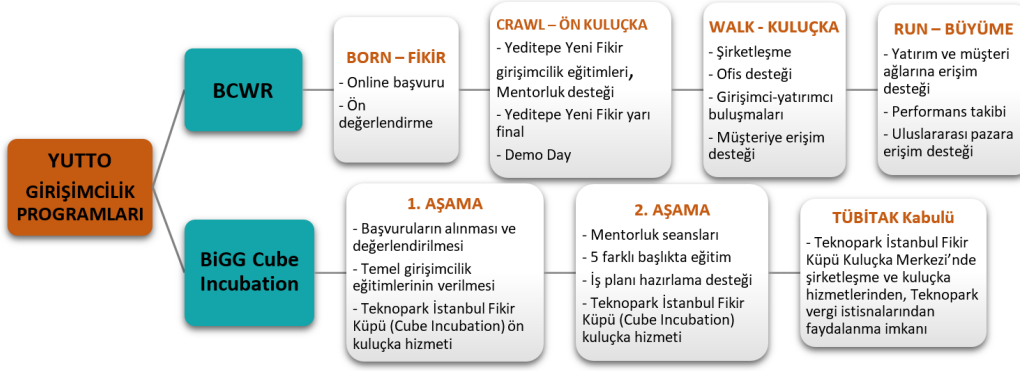 YUTTO
GİRİŞİMCİLİK
PROGRAMLARI
BCWR
BORN – FİKİR
- Online başvuru
- Ön
değerlendirme
CRAWL – ÖN KULUÇKA
- Yeditepe Yeni Fikir
girişimcilik eğitimleri,
Mentorluk desteği
- Yeditepe Yeni Fikir yarı
final
- Demo Day
WALK - KULUÇKA
- Şirketleşme
- Ofis desteği
- Girişimci-yatırımcı
buluşmaları
- Müşteriye erişim
desteği
RUN – BÜYÜME
- Yatırım ve müşteri
ağlarına erişim
desteği
- Performans takibi
- Uluslararası pazara
erişim desteği
BiGG Cube
Incubation
1. AŞAMA
- Başvuruların alınması ve
değerlendirilmesi
- Temel girişimcilik
eğitimlerinin verilmesi
- Teknopark İstanbul Fikir
Küpü (Cube Incubation) ön
kuluçka hizmeti
2. AŞAMA
- Mentorluk seansları
- 5 farklı başlıkta eğitim
- İş planı hazırlama desteği
- Teknopark İstanbul Fikir
Küpü (Cube Incubation)
kuluçka hizmeti
TÜBİTAK Kabulü
- Teknopark İstanbul Fikir
Küpü Kuluçka Merkezi’nde
şirketleşme ve kuluçka
hizmetlerinden, Teknopark
vergi istisnalarından
faydalanma imkanı